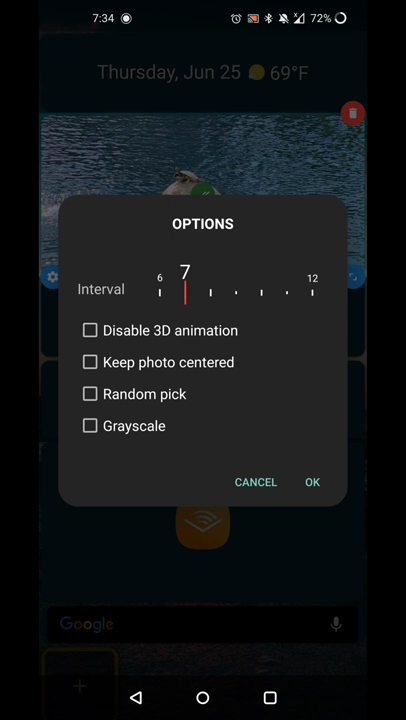 7:34
72%
Thursday, Jun 25 69°F
OPTIONS
6 7 12
Interval
Disable 3D animation
Keep photo centered
Random pick
Grayscale
CANCEL OK
Google